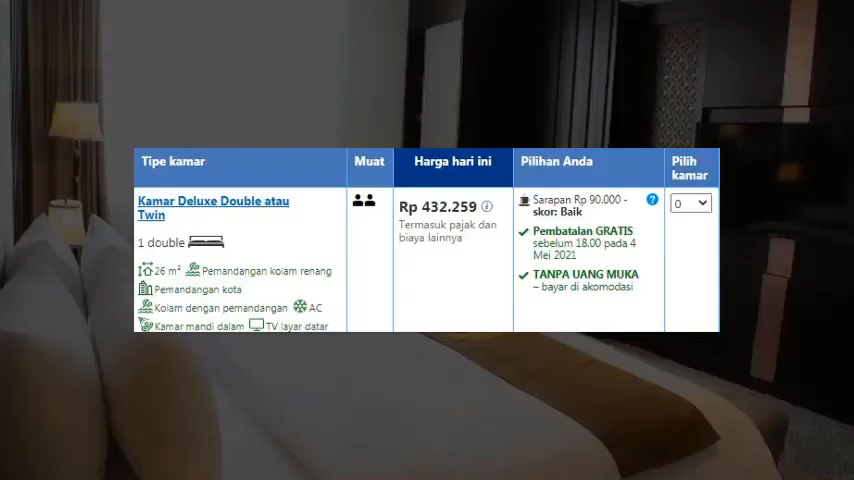 Tipe kamar
Muat
Harga hari ini
Pilihan Anda
Pilih
kamar
Kamar Deluxe Double atau
Twin
1 double
26 m²
Pemandangan kolam renang
Pemandangan kota
Kolam dengan pemandangan
AC
Kamar mandi dalam
TV layar datar
Rp 432.259
Termasuk pajak dan
biaya lainnya
Sarapan Rp 90.000 -
skor: Baik
Pembatalan GRATIS
sebelum 18.00 pada 4
Mei 2021
TANPA UANG MUKA
– bayar di akomodasi
0